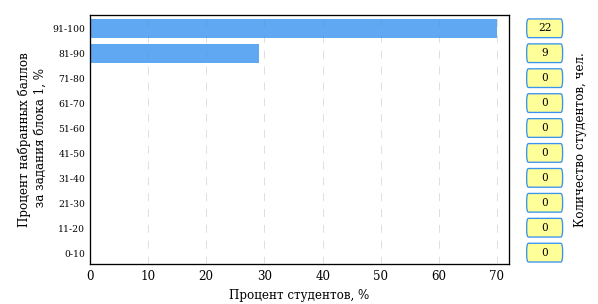 Процент набранных баллов
за задания блока 1, %
91-100 22
81-90 9
71-80 0
61-70 0
51-60 0
41-50 0
31-40 0
21-30 0
11-20 0
0-10 0
0 10 20 30 40 50 60 70
Процент студентов, %
Количество студентов, чел.